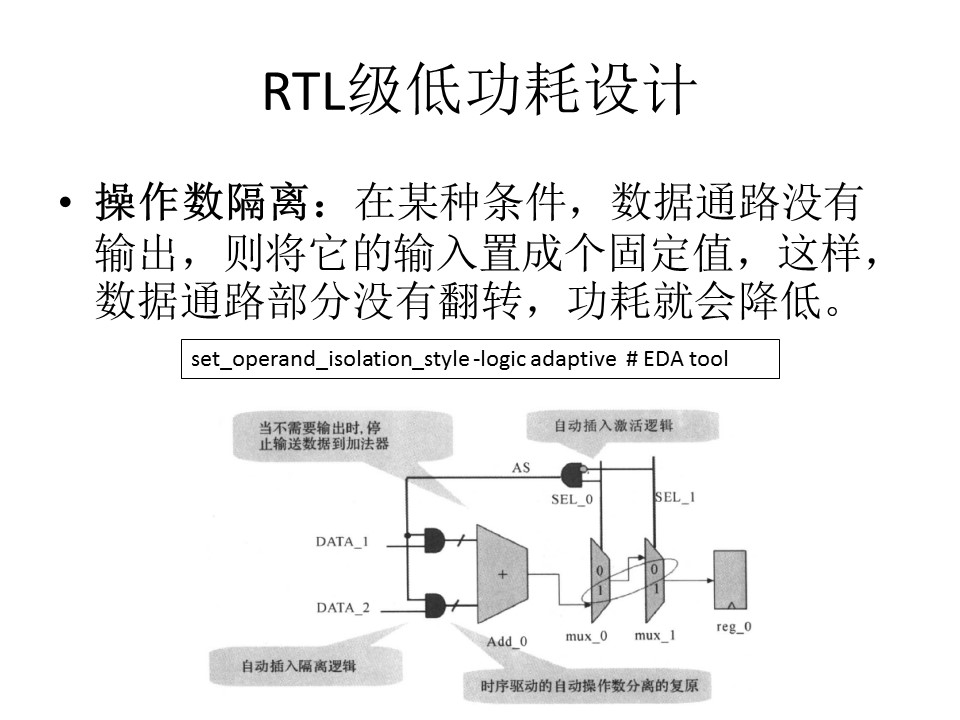 RTL级低功耗设计
• 操作数隔离：在某种条件，数据通路没有
输出，则将它的输入置成个固定值，这样，
数据通路部分没有翻转，功耗就会降低。
set_operand_isolation_style -logic adaptive # EDA tool
当不需要输出时,停
止输送数据到加法器
自动插入激活逻辑
AS
SEL_0
SEL_1
DATA_1
0
0
+
1
1
DATA_2
Add_0
mux_0
mux_1
reg_0
自动插入隔离逻辑
时序驱动的自动操作数分离的复原